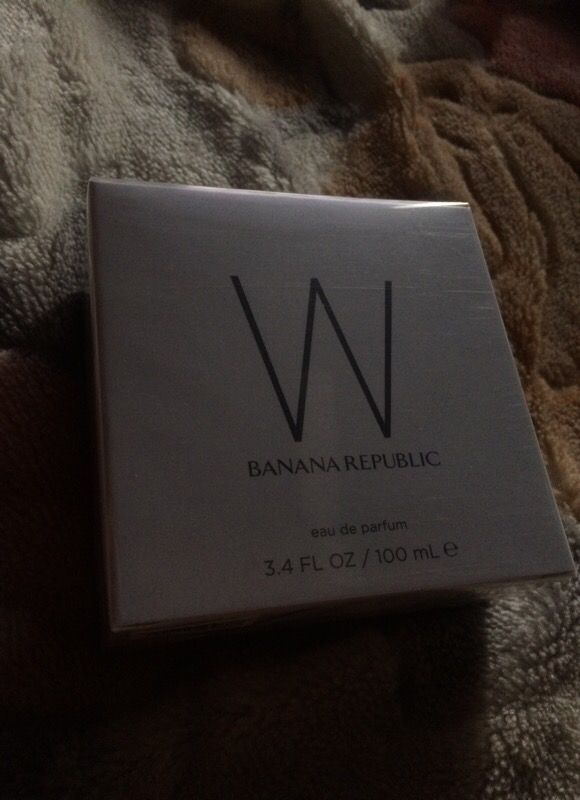 W
BANANA REPUBLIC
eau de parfum
3.4 FL OZ / 100 mL ℮